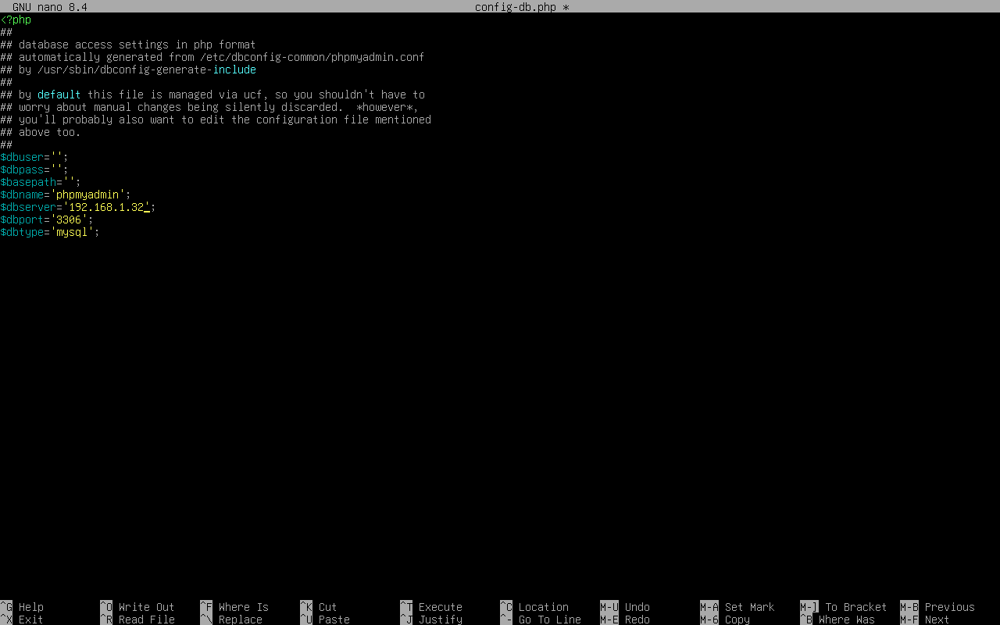 GNU nano 8.4 config-db.php *
<?php
##
## database access settings in php format
## automatically generated from /etc/dbconfig-common/phpmyadmin.conf
## by /usr/sbin/dbconfig-generate-include
##
## by default this file is managed via ucf, so you shouldn't have to
## worry about manual changes being silently discarded.  *however*,
## you'll probably also want to edit the configuration file mentioned
## above too.
##
$dbuser='';
$dbpass='';
$basepath='';
$dbname='phpmyadmin';
$dbserver='192.168.1.32';
$dbport='3306';
$dbtype='mysql';
^G Help ^O Write Out ^F Where Is ^K Cut ^T Execute ^C Location M-U Undo M-A Set Mark M-] To Bracket M-B Previous
^X Exit ^R Read File ^\ Replace ^U Paste ^J Justify ^- Go To Line M-E Redo M-6 Copy ^B Where Was M-F Next